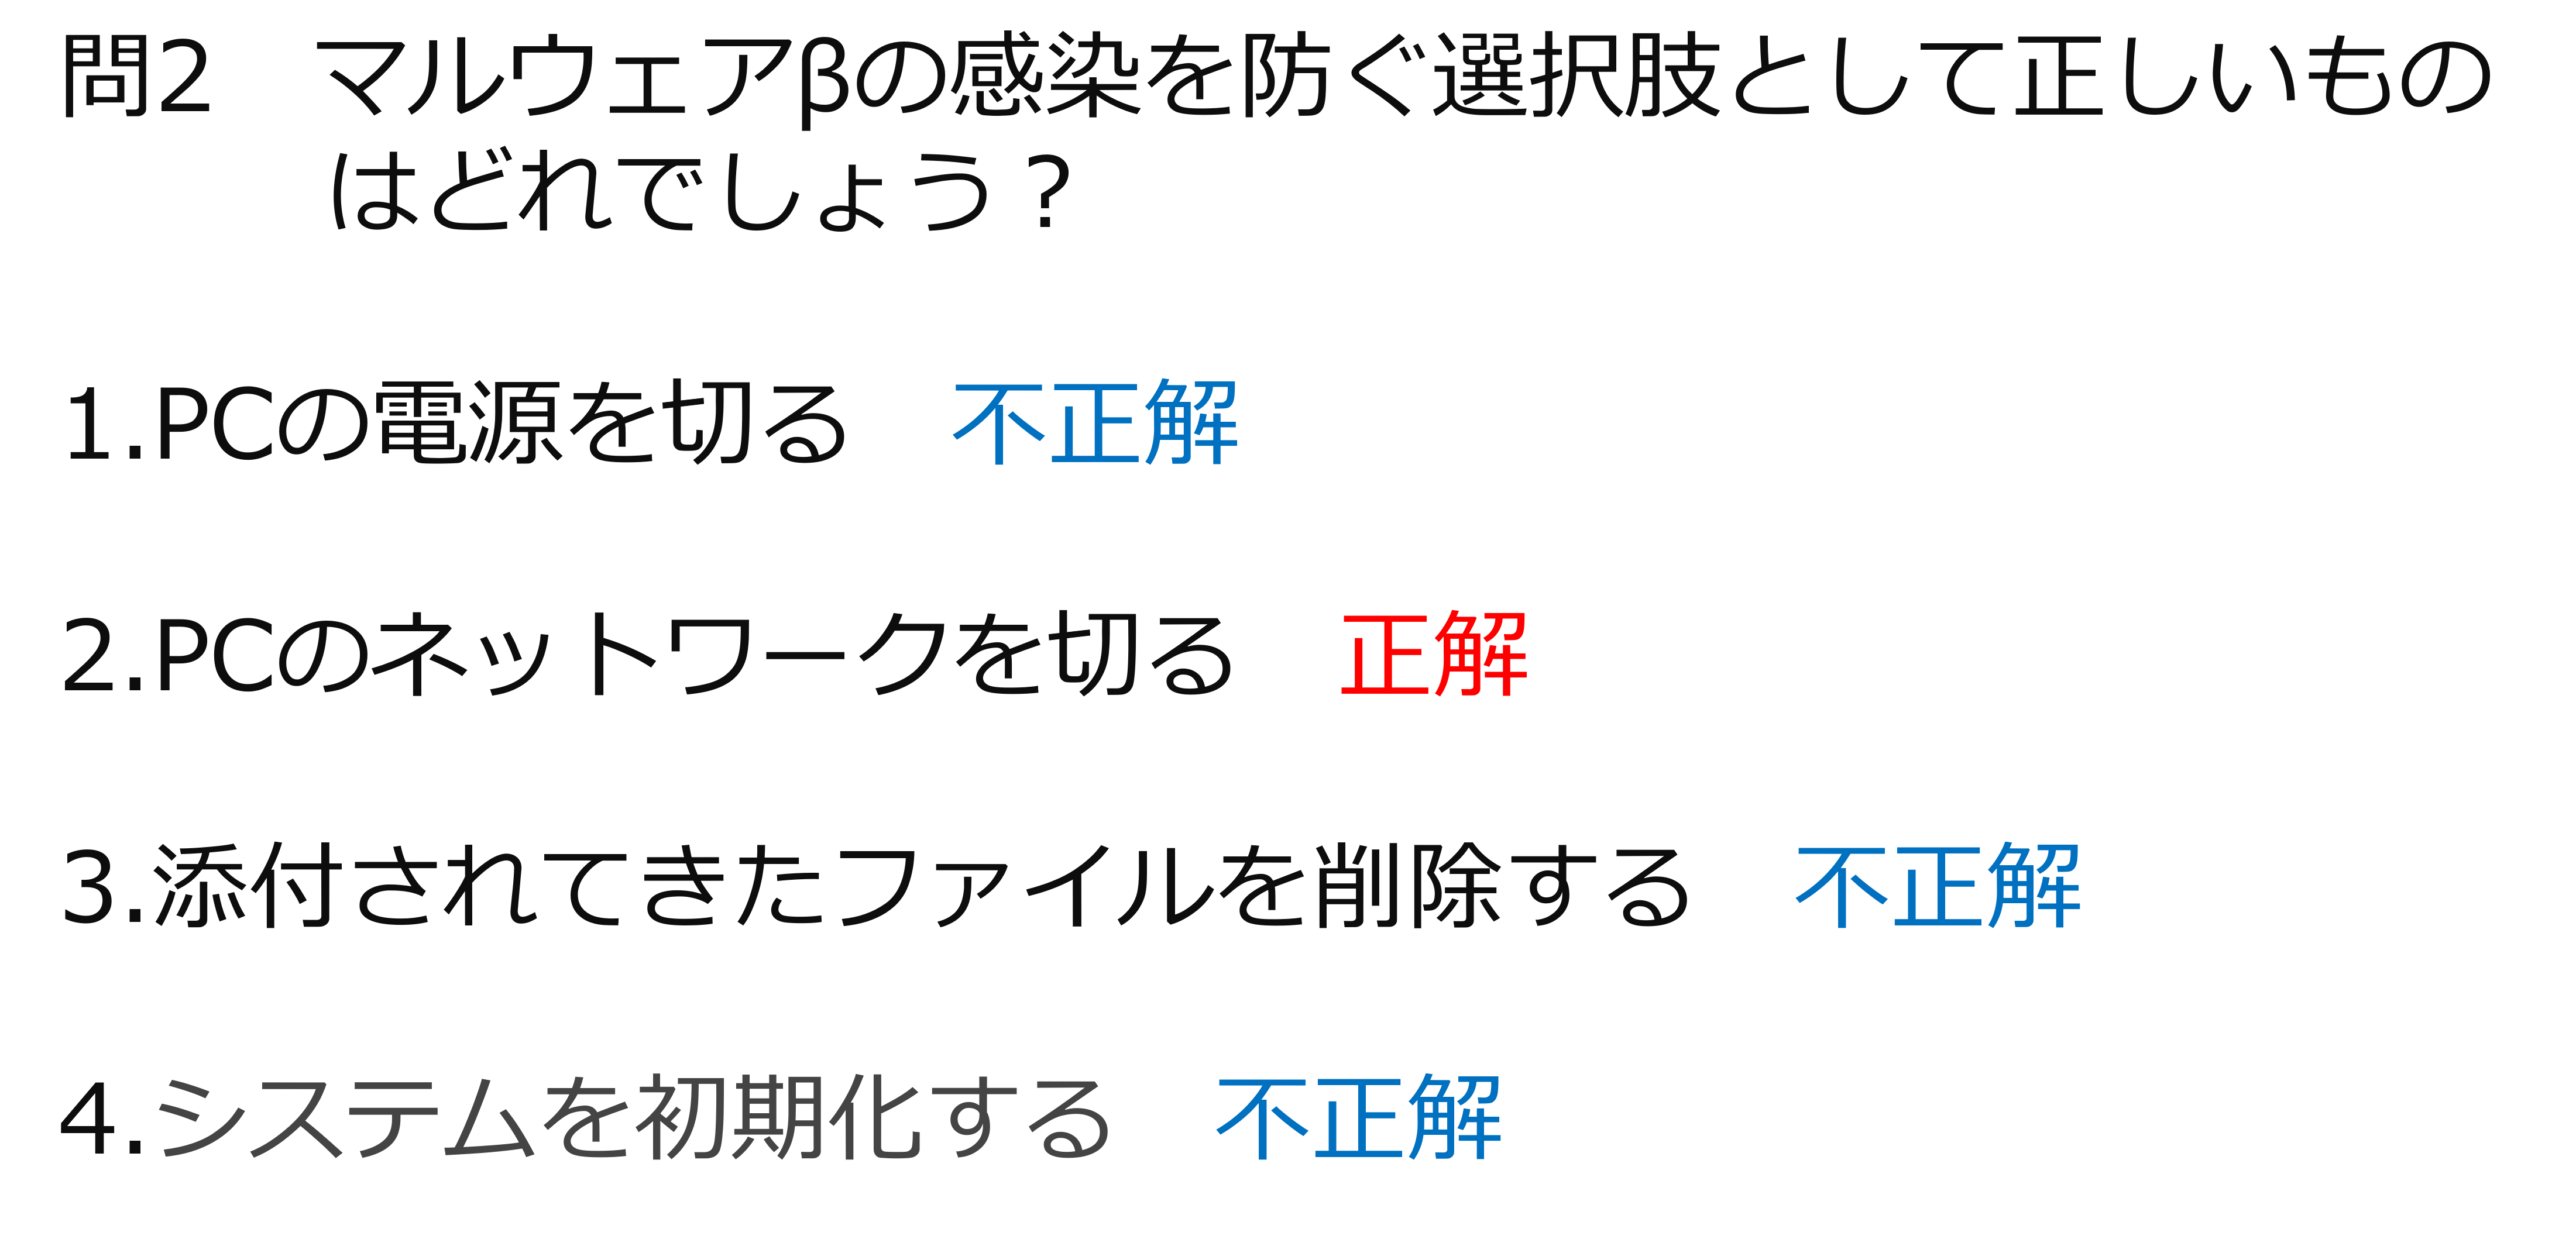 問2　マルウェアβの感染を防ぐ選択肢として正しいもの
はどれでしょう？
1.PCの電源を切る　不正解
2.PCのネットワークを切る　正解
3.添付されてきたファイルを削除する　不正解
4.システムを初期化する　不正解